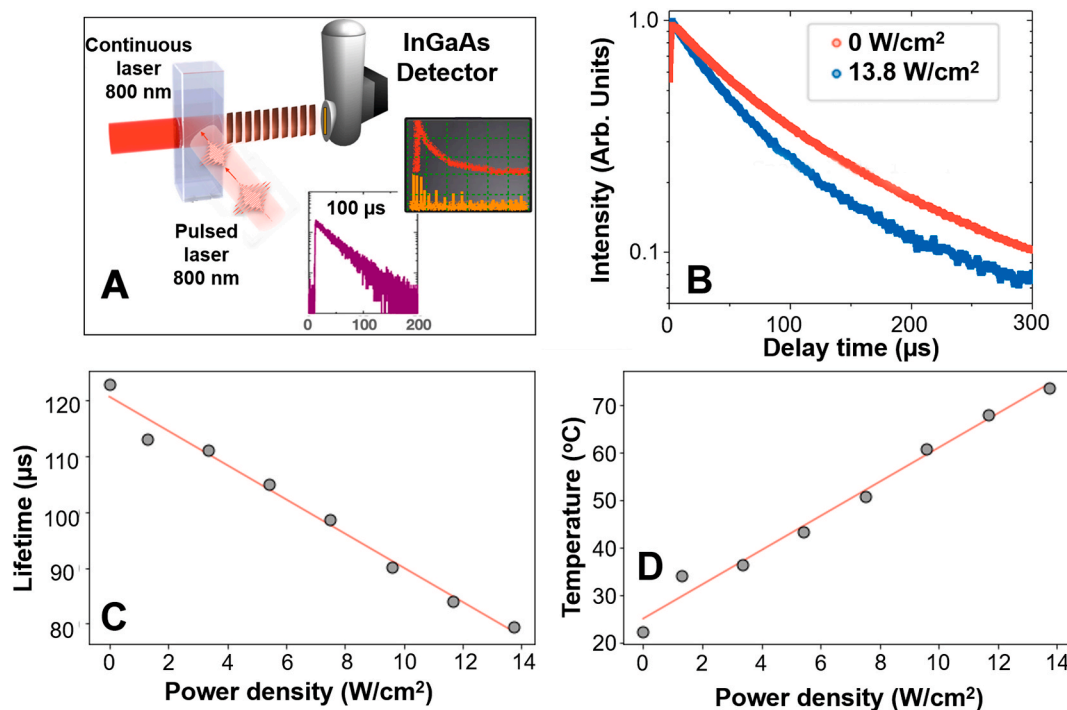 Continuous
laser
800 nm
InGaAs
Detector
Pulsed
laser
800 nm
100 µs
0 100 200
A
Intensity (Arb. Units)
1.0
0.1
0 W/cm²
13.8 W/cm²
B
0 100 200 300
Delay time (µs)
Lifetime (µs)
120
110
100
90
80
C
0 2 4 6 8 10 12 14
Power density (W/cm²)
Temperature (ºC)
70
60
50
40
30
20
D
0 2 4 6 8 10 12 14
Power density (W/cm²)